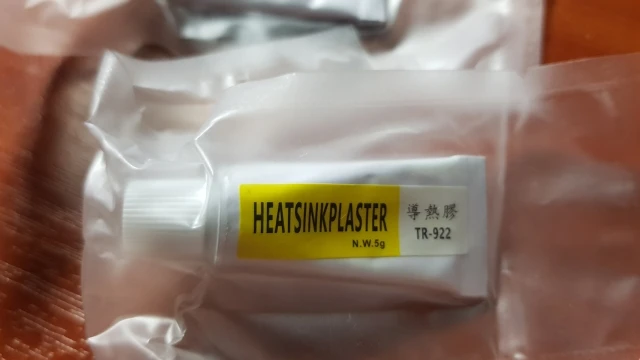 HEATSINKPLASTER
N.W.5g
導熱膠
TR-922